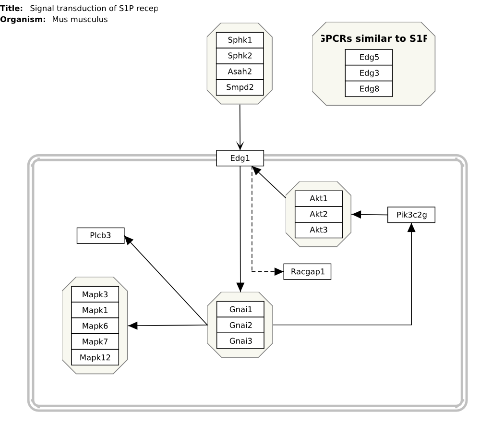 Title: Signal transduction of S1P recep
Organism: Mus musculus
Sphk1
Sphk2
Asah2
Smpd2
GPCRs similar to S1P
Edg5
Edg3
Edg8
Edg1
Akt1
Akt2
Akt3
Pik3c2g
Plcb3
Racgap1
Mapk3
Mapk1
Mapk6
Mapk7
Mapk12
Gnai1
Gnai2
Gnai3